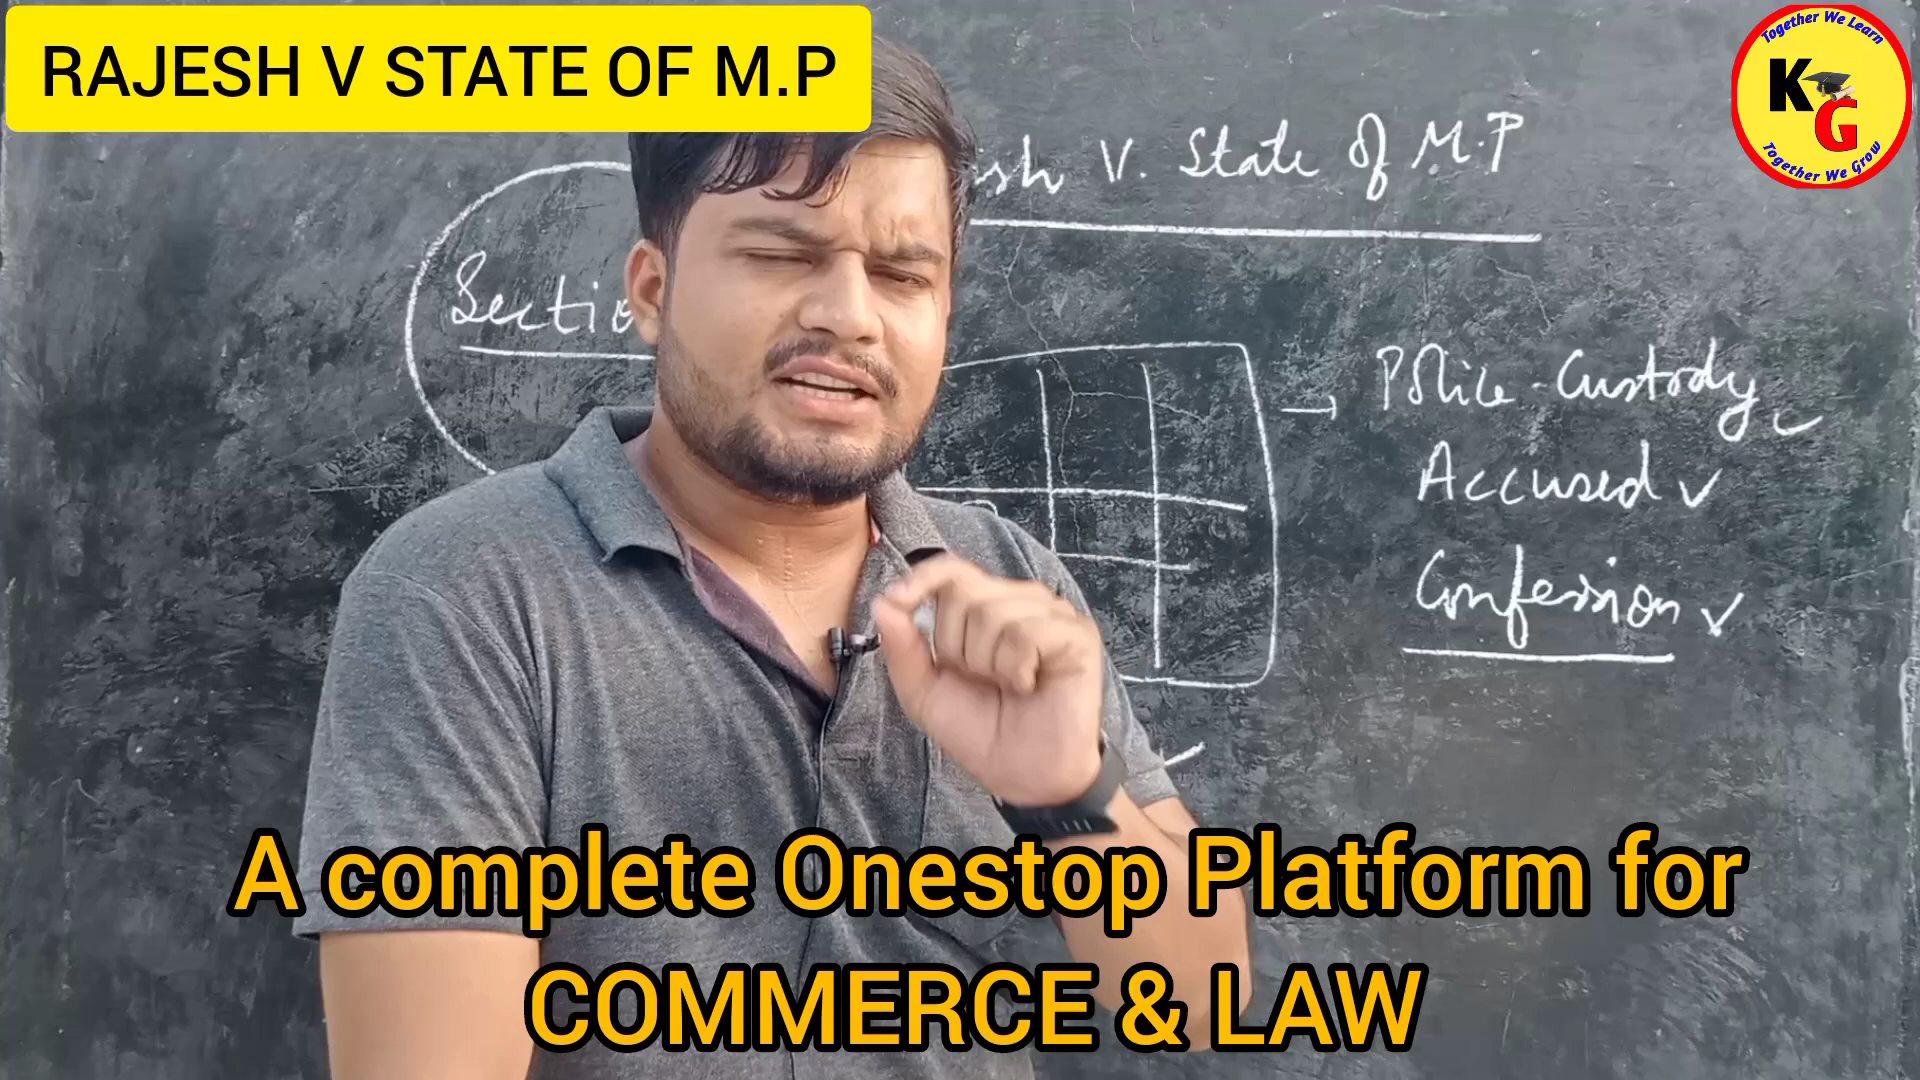 RAJESH V STATE OF M.P
Together We Learn
KG
Together We Grow
sh V. State of M.P
Sectio
→ Police Custody
Accused ✓
Confession ✓
A complete Onestop Platform for
COMMERCE & LAW